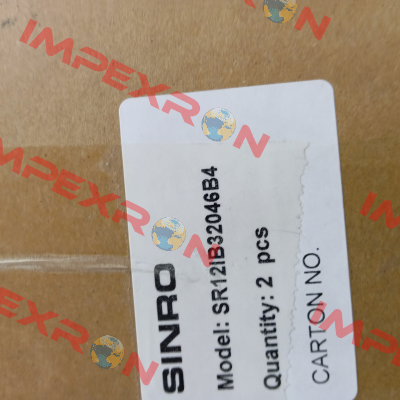 SINRO
Model: SR12IB32046B4
Quantity: 2 pcs
CARTON NO.
IMPEXRON
IMPEXRON
IMPEXRON
IMPEXRON
IMPEXRON